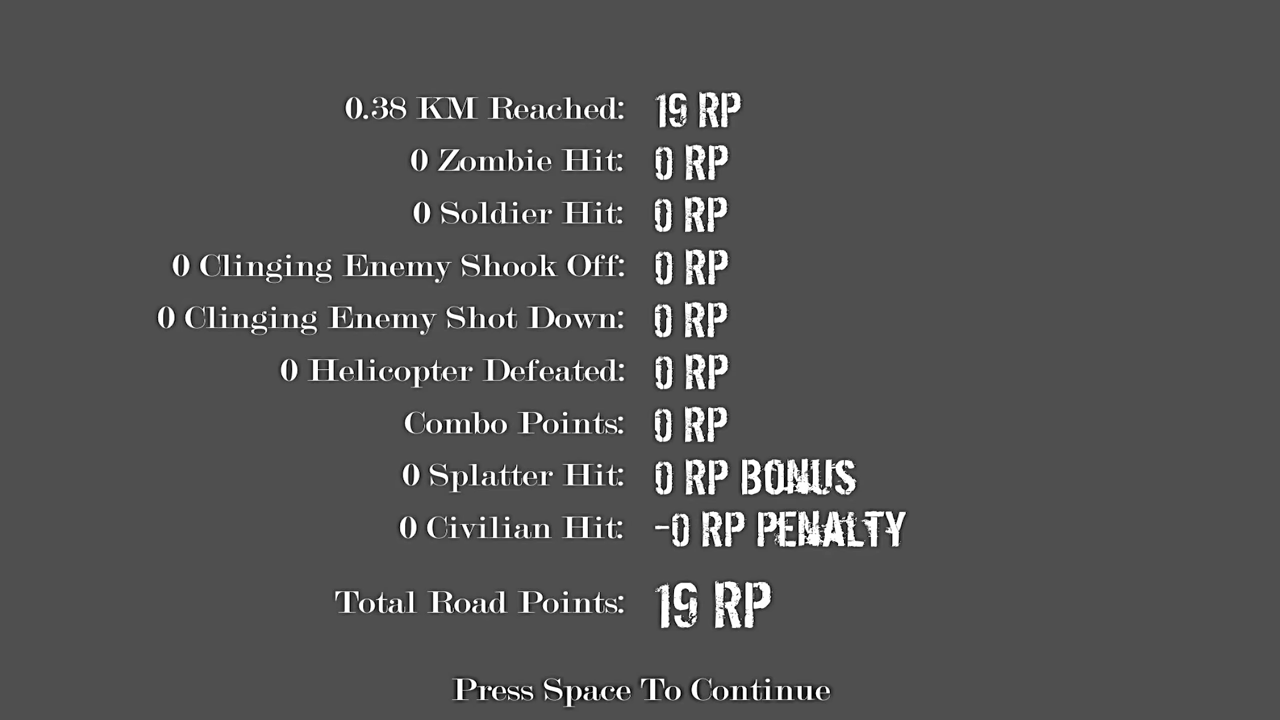 0.38 KM Reached: 19 RP
0 Zombie Hit: 0 RP
0 Soldier Hit: 0 RP
0 Clinging Enemy Shook Off: 0 RP
0 Clinging Enemy Shot Down: 0 RP
0 Helicopter Defeated: 0 RP
Combo Points: 0 RP
0 Splatter Hit: 0 RP BONUS
0 Civilian Hit: -0 RP PENALTY
Total Road Points: 19 RP
Press Space To Continue